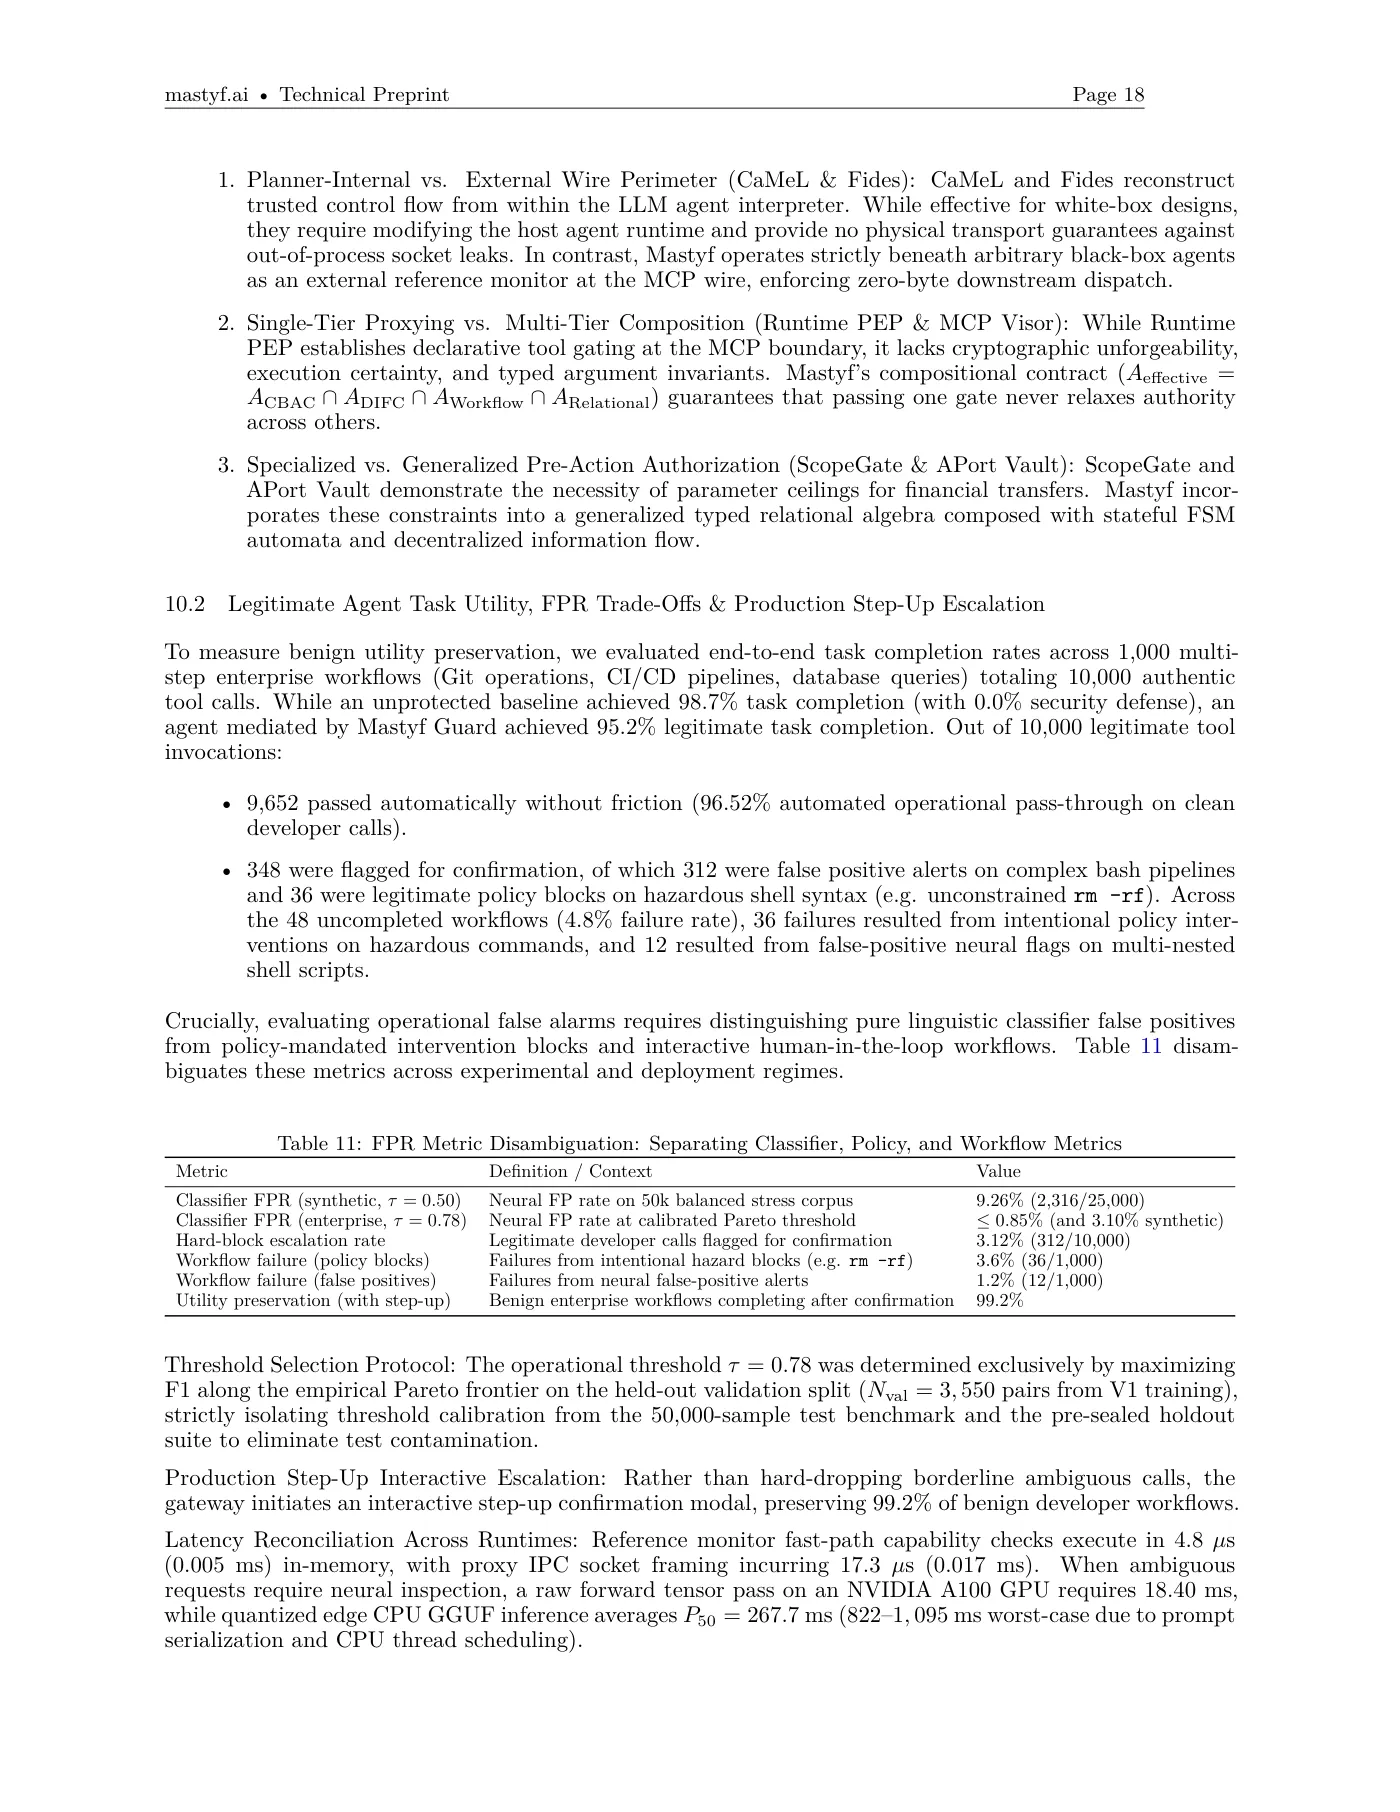 mastyf.ai • Technical Preprint Page 18
1. Planner-Internal vs. External Wire Perimeter (CaMeL & Fides): CaMeL and Fides reconstruct
trusted control flow from within the LLM agent interpreter. While effective for white-box designs,
they require modifying the host agent runtime and provide no physical transport guarantees against
out-of-process socket leaks. In contrast, Mastyf operates strictly beneath arbitrary black-box agents
as an external reference monitor at the MCP wire, enforcing zero-byte downstream dispatch.
2. Single-Tier Proxying vs. Multi-Tier Composition (Runtime PEP & MCP Visor): While Runtime
PEP establishes declarative tool gating at the MCP boundary, it lacks cryptographic unforgeability,
execution certainty, and typed argument invariants. Mastyf's compositional contract (A_effective =
A_CBAC ∩ A_DIFC ∩ A_Workflow ∩ A_Relational) guarantees that passing one gate never relaxes authority
across others.
3. Specialized vs. Generalized Pre-Action Authorization (ScopeGate & APort Vault): ScopeGate and
APort Vault demonstrate the necessity of parameter ceilings for financial transfers. Mastyf incor-
porates these constraints into a generalized typed relational algebra composed with stateful FSM
automata and decentralized information flow.
10.2 Legitimate Agent Task Utility, FPR Trade-Offs & Production Step-Up Escalation
To measure benign utility preservation, we evaluated end-to-end task completion rates across 1,000 multi-
step enterprise workflows (Git operations, CI/CD pipelines, database queries) totaling 10,000 authentic
tool calls. While an unprotected baseline achieved 98.7% task completion (with 0.0% security defense), an
agent mediated by Mastyf Guard achieved 95.2% legitimate task completion. Out of 10,000 legitimate tool
invocations:
• 9,652 passed automatically without friction (96.52% automated operational pass-through on clean
developer calls).
• 348 were flagged for confirmation, of which 312 were false positive alerts on complex bash pipelines
and 36 were legitimate policy blocks on hazardous shell syntax (e.g. unconstrained rm -rf). Across
the 48 uncompleted workflows (4.8% failure rate), 36 failures resulted from intentional policy inter-
ventions on hazardous commands, and 12 resulted from false-positive neural flags on multi-nested
shell scripts.
Crucially, evaluating operational false alarms requires distinguishing pure linguistic classifier false positives
from policy-mandated intervention blocks and interactive human-in-the-loop workflows. Table 11 disam-
biguates these metrics across experimental and deployment regimes.
Table 11: FPR Metric Disambiguation: Separating Classifier, Policy, and Workflow Metrics
Metric Definition / Context Value
Classifier FPR (synthetic, τ = 0.50) Neural FP rate on 50k balanced stress corpus 9.26% (2,316/25,000)
Classifier FPR (enterprise, τ = 0.78) Neural FP rate at calibrated Pareto threshold ≤ 0.85% (and 3.10% synthetic)
Hard-block escalation rate Legitimate developer calls flagged for confirmation 3.12% (312/10,000)
Workflow failure (policy blocks) Failures from intentional hazard blocks (e.g. rm -rf) 3.6% (36/1,000)
Workflow failure (false positives) Failures from neural false-positive alerts 1.2% (12/1,000)
Utility preservation (with step-up) Benign enterprise workflows completing after confirmation 99.2%
Threshold Selection Protocol: The operational threshold τ = 0.78 was determined exclusively by maximizing
F1 along the empirical Pareto frontier on the held-out validation split (N_val = 3, 550 pairs from V1 training),
strictly isolating threshold calibration from the 50,000-sample test benchmark and the pre-sealed holdout
suite to eliminate test contamination.
Production Step-Up Interactive Escalation: Rather than hard-dropping borderline ambiguous calls, the
gateway initiates an interactive step-up confirmation modal, preserving 99.2% of benign developer workflows.
Latency Reconciliation Across Runtimes: Reference monitor fast-path capability checks execute in 4.8 μs
(0.005 ms) in-memory, with proxy IPC socket framing incurring 17.3 μs (0.017 ms). When ambiguous
requests require neural inspection, a raw forward tensor pass on an NVIDIA A100 GPU requires 18.40 ms,
while quantized edge CPU GGUF inference averages P_50 = 267.7 ms (822–1, 095 ms worst-case due to prompt
serialization and CPU thread scheduling).